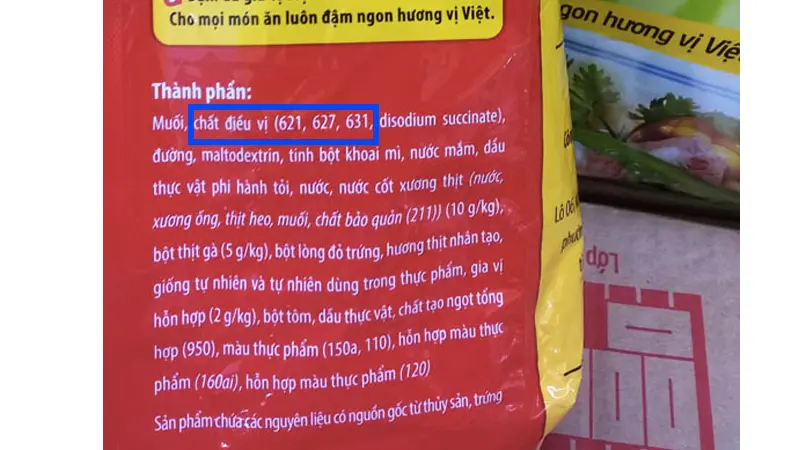 Cho mọi món ăn luôn đậm ngon hương vị Việt.
Thành phần:
Muối, chất điều vị (621, 627, 631, disodium succinate),
đường, maltodextrin, tinh bột khoai mì, nước mắm, dầu
thực vật phi hành tỏi, nước, nước cốt xương thịt (nước,
xương ống, thịt heo, muối, chất bảo quản (211)) (10 g/kg),
bột thịt gà (5 g/kg), bột lòng đỏ trứng, hương thịt nhân tạo,
giống tự nhiên và tự nhiên dùng trong thực phẩm, gia vị
hỗn hợp (2 g/kg), bột tôm, dầu thực vật, chất tạo ngọt tổng
hợp (950), màu thực phẩm (150a, 110), hỗn hợp màu thực
phẩm (160ai), hỗn hợp màu thực phẩm (120)
Sản phẩm chứa các nguyên liệu có nguồn gốc từ thủy sản, trứng
ngon hương vị Việt
Lô 06,
phường
Lớp